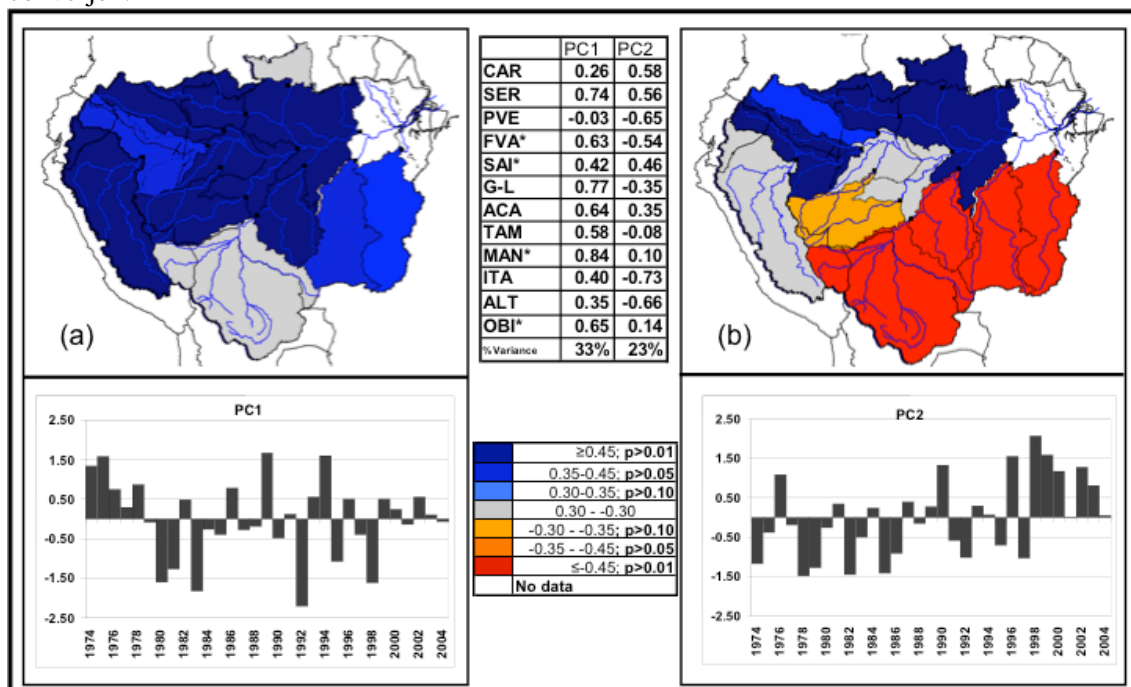 (a)
PC1 PC2
CAR 0.26 0.58
SER 0.74 0.56
PVE -0.03 -0.65
FVA* 0.63 -0.54
SAI* 0.42 0.46
G-L 0.77 -0.35
ACA 0.64 0.35
TAM 0.58 -0.08
MAN* 0.84 0.10
ITA 0.40 -0.73
ALT 0.35 -0.66
OBI* 0.65 0.14
% Variance 33% 23%
(b)
PC1
2.50
1.50
0.50
-0.50
-1.50
-2.50
1974 1976 1978 1980 1982 1984 1986 1988 1990 1992 1994 1996 1998 2000 2002 2004
≥0.45; p>0.01
0.35-0.45; p>0.05
0.30-0.35; p>0.10
0.30 - -0.30
-0.30 - -0.35; p>0.10
-0.35 - -0.45; p>0.05
≤-0.45; p>0.01
No data
PC2
2.50
1.50
0.50
-0.50
-1.50
-2.50
1974 1976 1978 1980 1982 1984 1986 1988 1990 1992 1994 1996 1998 2000 2002 2004